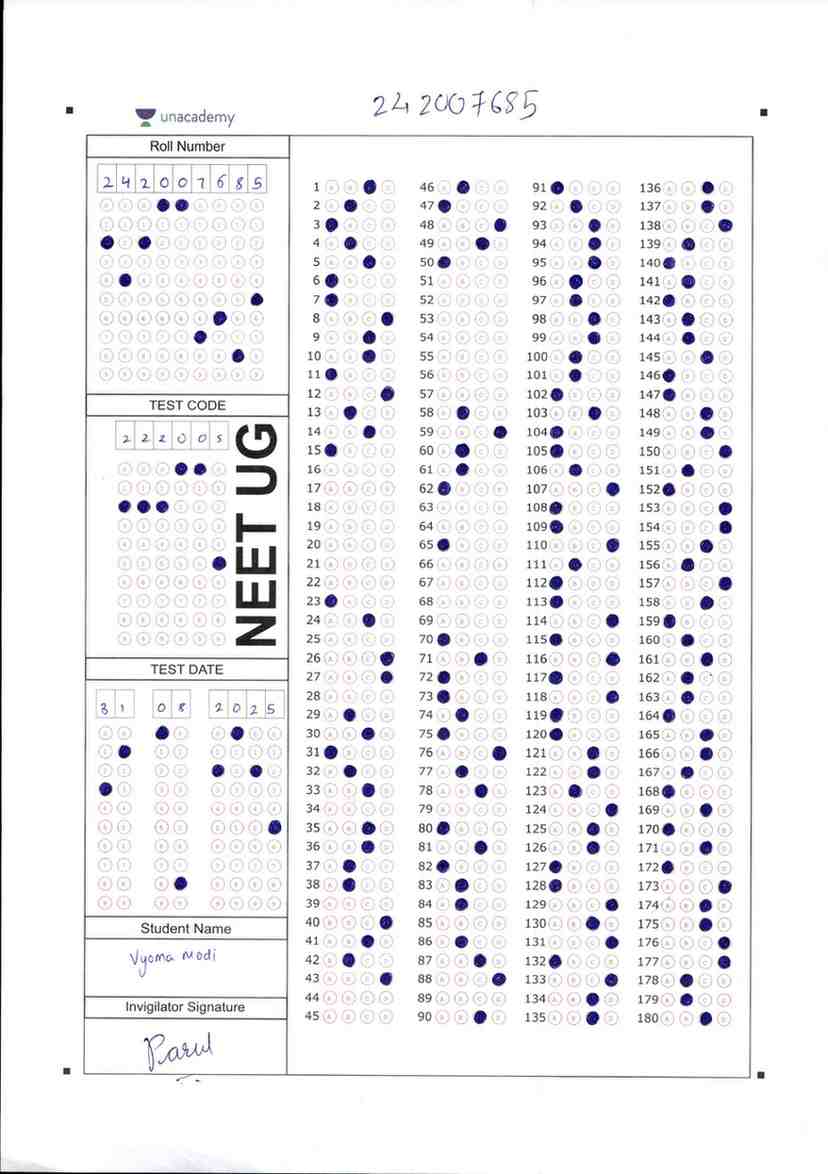 242007685
unacademy
Roll Number
2 4 2 0 0 7 6 8 5
TEST CODE
2 2 2 0 0 5
NEET UG
TEST DATE
3 1 0 8 2 0 2 5
Student Name
Vyoma Modi
Invigilator Signature
Parul
1 46 91 136
2 47 92 137
3 48 93 138
4 49 94 139
5 50 95 140
6 51 96 141
7 52 97 142
8 53 98 143
9 54 99 144
10 55 100 145
11 56 101 146
12 57 102 147
13 58 103 148
14 59 104 149
15 60 105 150
16 61 106 151
17 62 107 152
18 63 108 153
19 64 109 154
20 65 110 155
21 66 111 156
22 67 112 157
23 68 113 158
24 69 114 159
25 70 115 160
26 71 116 161
27 72 117 162
28 73 118 163
29 74 119 164
30 75 120 165
31 76 121 166
32 77 122 167
33 78 123 168
34 79 124 169
35 80 125 170
36 81 126 171
37 82 127 172
38 83 128 173
39 84 129 174
40 85 130 175
41 86 131 176
42 87 132 177
43 88 133 178
44 89 134 179
45 90 135 180